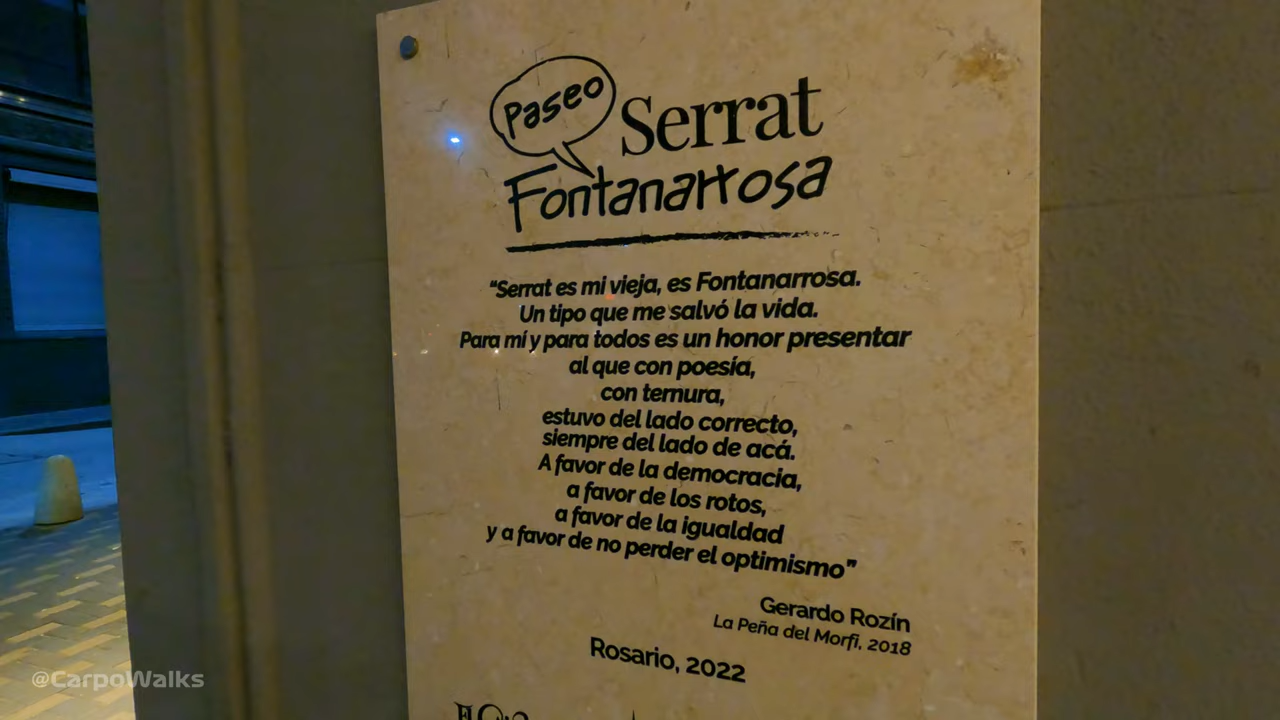 Paseo
Serrat
Fontanarrosa
“Serrat es mi vieja, es Fontanarrosa.
Un tipo que me salvó la vida.
Para mí y para todos es un honor presentar
al que con poesía,
con ternura,
estuvo del lado correcto,
siempre del lado de acá.
A favor de la democracia,
a favor de los rotos,
a favor de la igualdad
y a favor de no perder el optimismo”
Gerardo Rozín
La Peña del Morfi, 2018
Rosario, 2022
@CarpoWalks